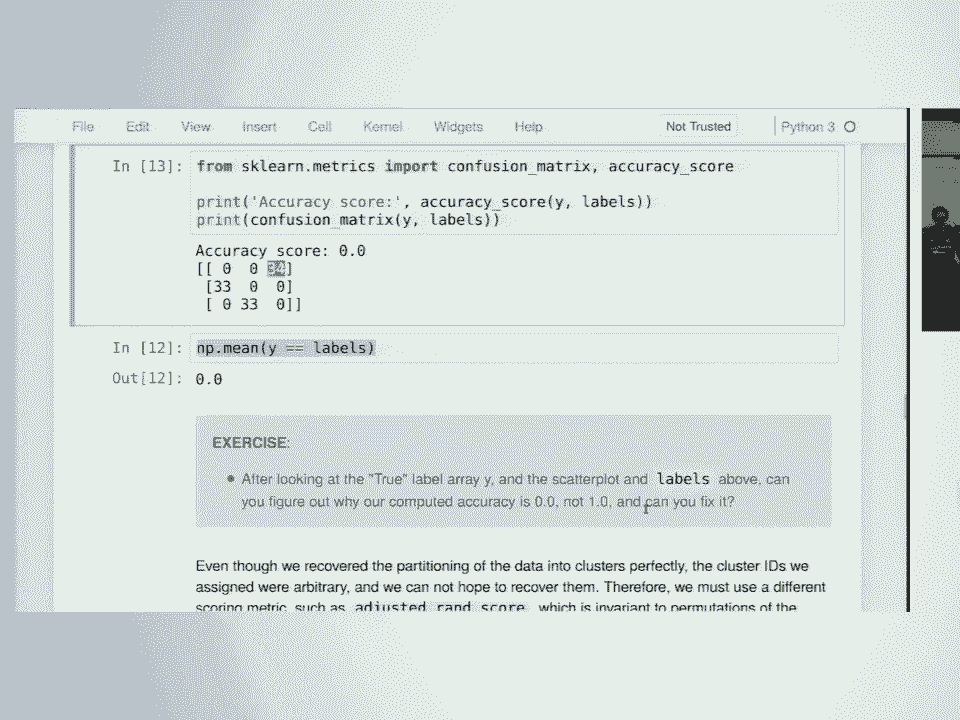 File Edit View Insert Cell Kernel Widgets Help Not Trusted Python 3
In [13]: from sklearn.metrics import confusion_matrix, accuracy_score
print('Accuracy score:', accuracy_score(y, labels))
print(confusion_matrix(y, labels))
Accuracy score: 0.0
[[ 0 0 34]
[33 0 0]
[ 0 33 0]]
In [12]: np.mean(y == labels)
Out[12]: 0.0
EXERCISE:
• After looking at the "True" label array y, and the scatterplot and labels above, can
you figure out why our computed accuracy is 0.0, not 1.0, and can you fix it?
Even though we recovered the partitioning of the data into clusters perfectly, the cluster IDs we
assigned were arbitrary, and we can not hope to recover them. Therefore, we must use a different
scoring metric, such as adjusted_rand_score, which is invariant to permutations of the